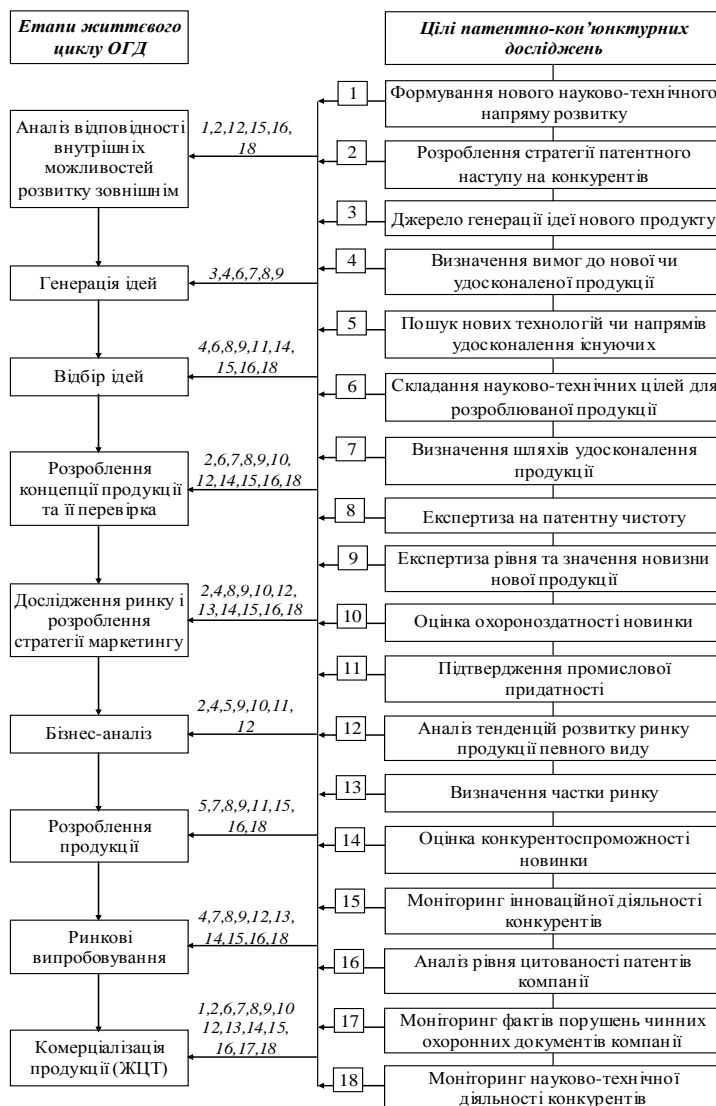 Етапи життєвого
циклу ОГД
Аналіз відповідності
внутрішніх
можливостей
розвитку зовнішнім
Генерація ідей
Відбір ідей
Розроблення
концепції продукції
та її перевірка
Дослідження ринку і
розроблення
стратегії маркетингу
Бізнес-аналіз
Розроблення
продукції
Ринкові
випробовування
Комерціалізація
продукції (ЖЦТ)
1,2,12,15,16,
18
3,4,6,7,8,9
4,6,8,9,11,14,
15,16,18
2,6,7,8,9,10,
12,14,15,16,18
2,4,8,9,10,12,
13,14,15,16,18
2,4,5,9,10,11,
12
5,7,8,9,11,15,
16,18
4,7,8,9,12,13,
14,15,16,18
1,2,6,7,8,9,10
12,13,14,15,
16,17,18
Цілі патентно-кон’юнктурних
досліджень
1
Формування нового науково-технічного
напряму розвитку
2
Розроблення стратегії патентного
наступу на конкурентів
3
Джерело генерації ідеї нового продукту
4
Визначення вимог до нової чи
удосконаленої продукції
5
Пошук нових технологій чи напрямів
удосконалення існуючих
6
Складання науково-технічних цілей для
розроблюваної продукції
7
Визначення шляхів удосконалення
продукції
8
Експертиза на патентну чистоту
9
Експертиза рівня та значення новизни
нової продукції
10
Оцінка охороноздатності новинки
11
Підтвердження промислової
придатності
12
Аналіз тенденцій розвитку ринку
продукції певного виду
13
Визначення частки ринку
14
Оцінка конкурентоспроможності
новинки
15
Моніторинг інноваційної діяльності
конкурентів
16
Аналіз рівня цитованості патентів
компанії
17
Моніторинг фактів порушень чинних
охоронних документів компанії
18
Моніторинг науково-технічної
діяльності конкурентів